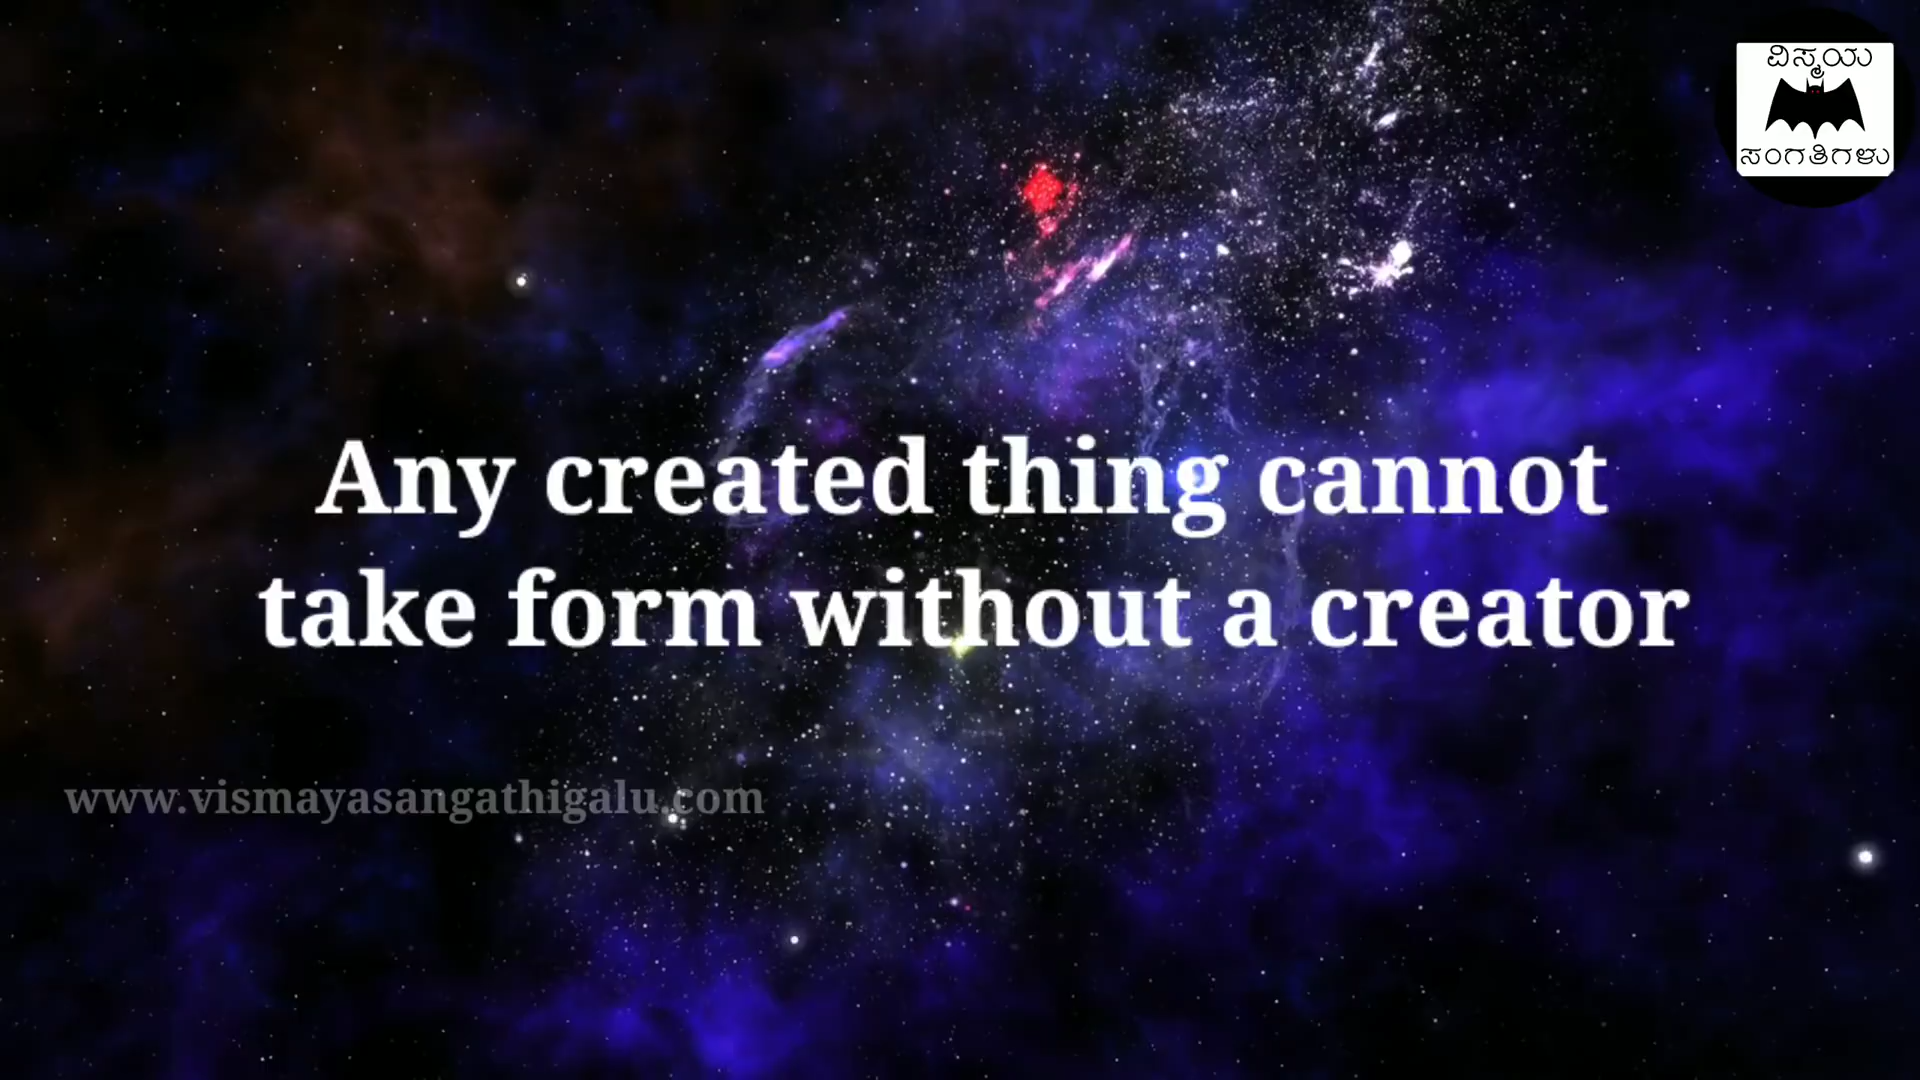 ವಿಸ್ಮಯ
ಸಂಗತಿಗಳು
Any created thing cannot
take form without a creator
www.vismayasangathigalu.com